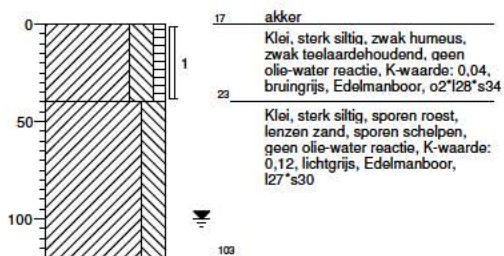 0
17 akker
Klei, sterk siltig, zwak humeus,
zwak teelaardehoudend, geen
olie-water reactie, K-waarde: 0,04,
bruingrijs, Edelmanboor, o2*l28*s34
1
23
Klei, sterk siltig, sporen roest,
lenzen zand, sporen schelpen,
geen olie-water reactie, K-waarde:
0,12, lichtgrijs, Edelmanboor,
l27*s30
50
100
103